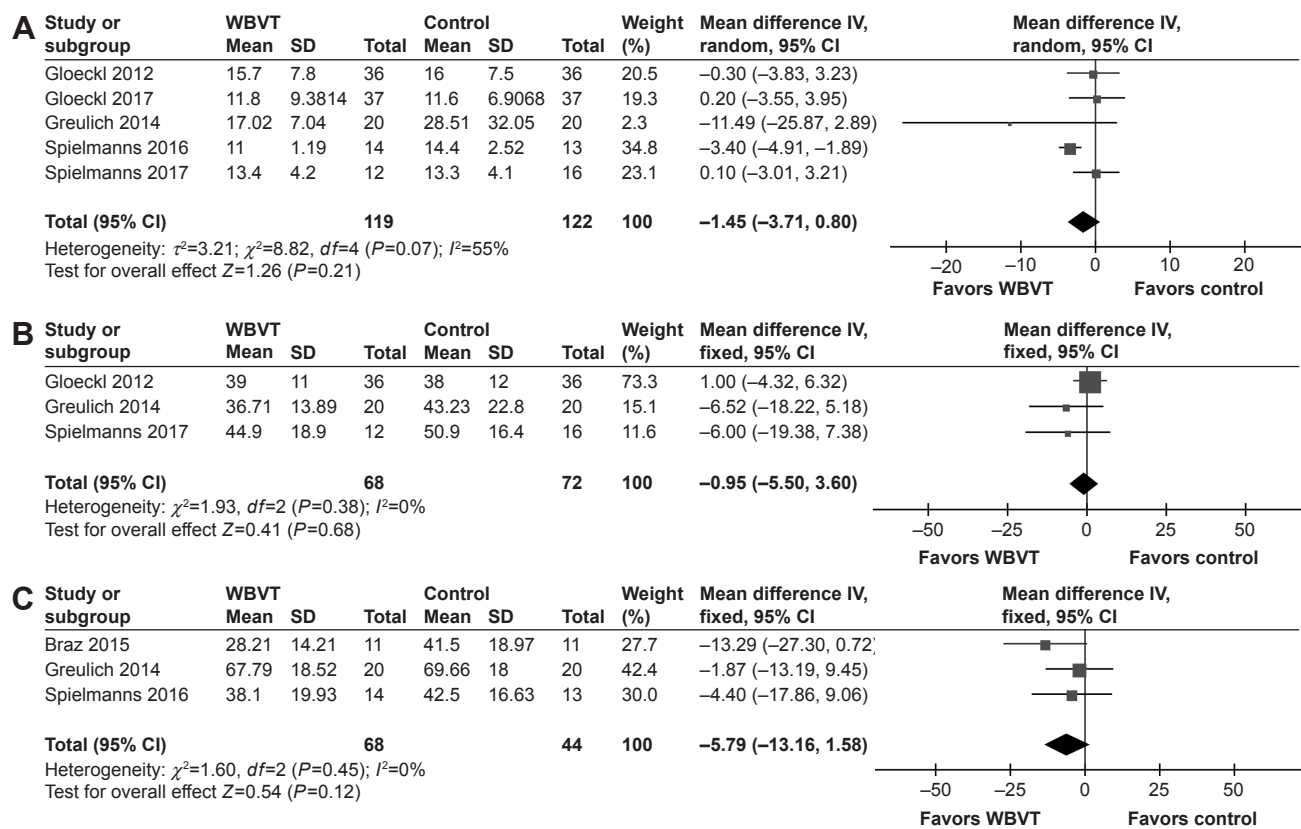 A Study or WBVT Control Weight Mean difference IV, Mean difference IV,
subgroup Mean SD Total Mean SD Total (%) random, 95% CI random, 95% CI
Gloeckl 2012 15.7 7.8 36 16 7.5 36 20.5 –0.30 (–3.83, 3.23)
Gloeckl 2017 11.8 9.3814 37 11.6 6.9068 37 19.3 0.20 (–3.55, 3.95)
Greulich 2014 17.02 7.04 20 28.51 32.05 20 2.3 –11.49 (–25.87, 2.89)
Spielmanns 2016 11 1.19 14 14.4 2.52 13 34.8 –3.40 (–4.91, –1.89)
Spielmanns 2017 13.4 4.2 12 13.3 4.1 16 23.1 0.10 (–3.01, 3.21)
Total (95% CI) 119 122 100 –1.45 (–3.71, 0.80)
Heterogeneity: τ²=3.21; χ²=8.82, df=4 (P=0.07); I²=55%
Test for overall effect Z=1.26 (P=0.21)
–20 –10 0 10 20
Favors WBVT Favors control
B Study or WBVT Control Weight Mean difference IV, Mean difference IV,
subgroup Mean SD Total Mean SD Total (%) fixed, 95% CI fixed, 95% CI
Gloeckl 2012 39 11 36 38 12 36 73.3 1.00 (–4.32, 6.32)
Greulich 2014 36.71 13.89 20 43.23 22.8 20 15.1 –6.52 (–18.22, 5.18)
Spielmanns 2017 44.9 18.9 12 50.9 16.4 16 11.6 –6.00 (–19.38, 7.38)
Total (95% CI) 68 72 100 –0.95 (–5.50, 3.60)
Heterogeneity: χ²=1.93, df=2 (P=0.38); I²=0%
Test for overall effect Z=0.41 (P=0.68)
–50 –25 0 25 50
Favors WBVT Favors control
C Study or WBVT Control Weight Mean difference IV, Mean difference IV,
subgroup Mean SD Total Mean SD Total (%) fixed, 95% CI fixed, 95% CI
Braz 2015 28.21 14.21 11 41.5 18.97 11 27.7 –13.29 (–27.30, 0.72)
Greulich 2014 67.79 18.52 20 69.66 18 20 42.4 –1.87 (–13.19, 9.45)
Spielmanns 2016 38.1 19.93 14 42.5 16.63 13 30.0 –4.40 (–17.86, 9.06)
Total (95% CI) 68 44 100 –5.79 (–13.16, 1.58)
Heterogeneity: χ²=1.60, df=2 (P=0.45); I²=0%
Test for overall effect Z=0.54 (P=0.12)
–50 –25 0 25 50
Favors WBVT Favors control